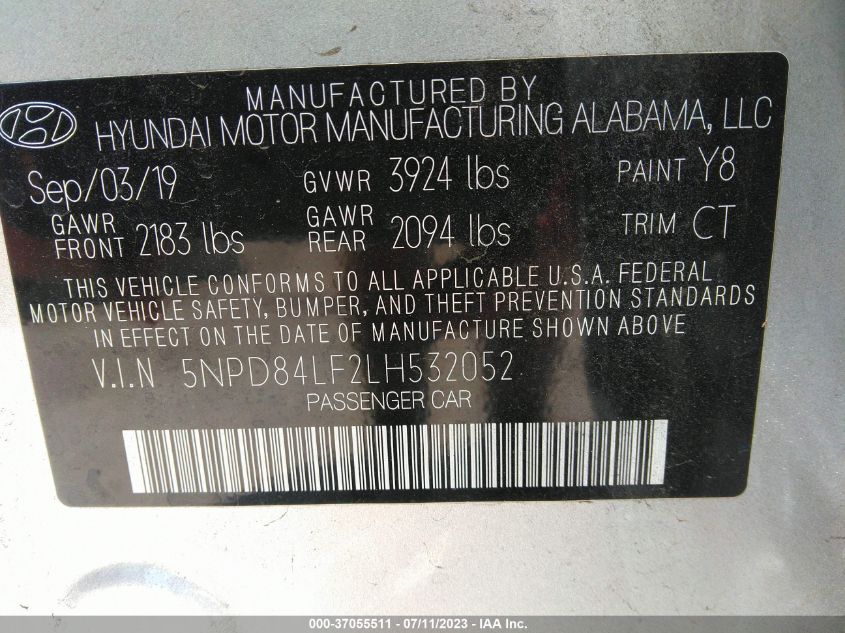 MANUFACTURED BY
HYUNDAI MOTOR MANUFACTURING ALABAMA, LLC
Sep/03/19 GVWR 3924 lbs PAINT Y8
GAWR FRONT 2183 lbs GAWR REAR 2094 lbs TRIM CT
THIS VEHICLE CONFORMS TO ALL APPLICABLE U.S.A. FEDERAL
MOTOR VEHICLE SAFETY, BUMPER, AND THEFT PREVENTION STANDARDS
IN EFFECT ON THE DATE OF MANUFACTURE SHOWN ABOVE
V.I.N 5NPD84LF2LH532052
PASSENGER CAR
000-37055511 - 07/11/2023 - IAA Inc.